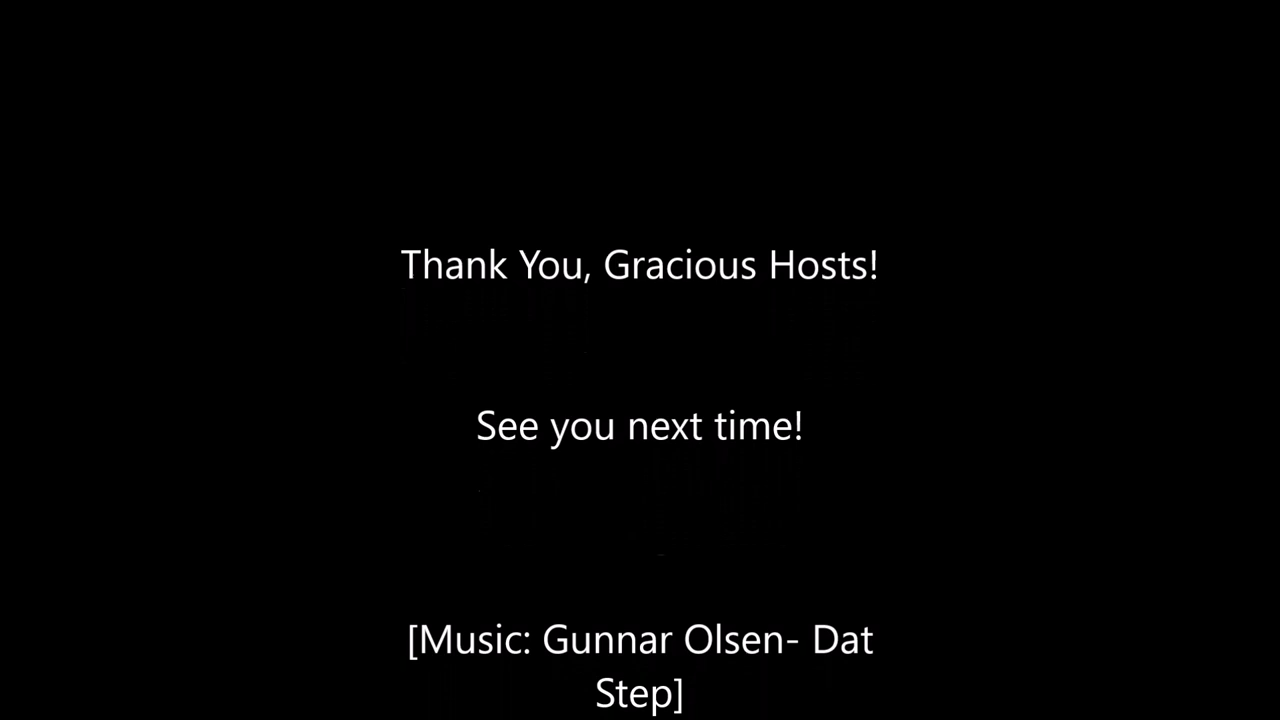 Thank You, Gracious Hosts!
See you next time!
[Music: Gunnar Olsen- Dat
Step]